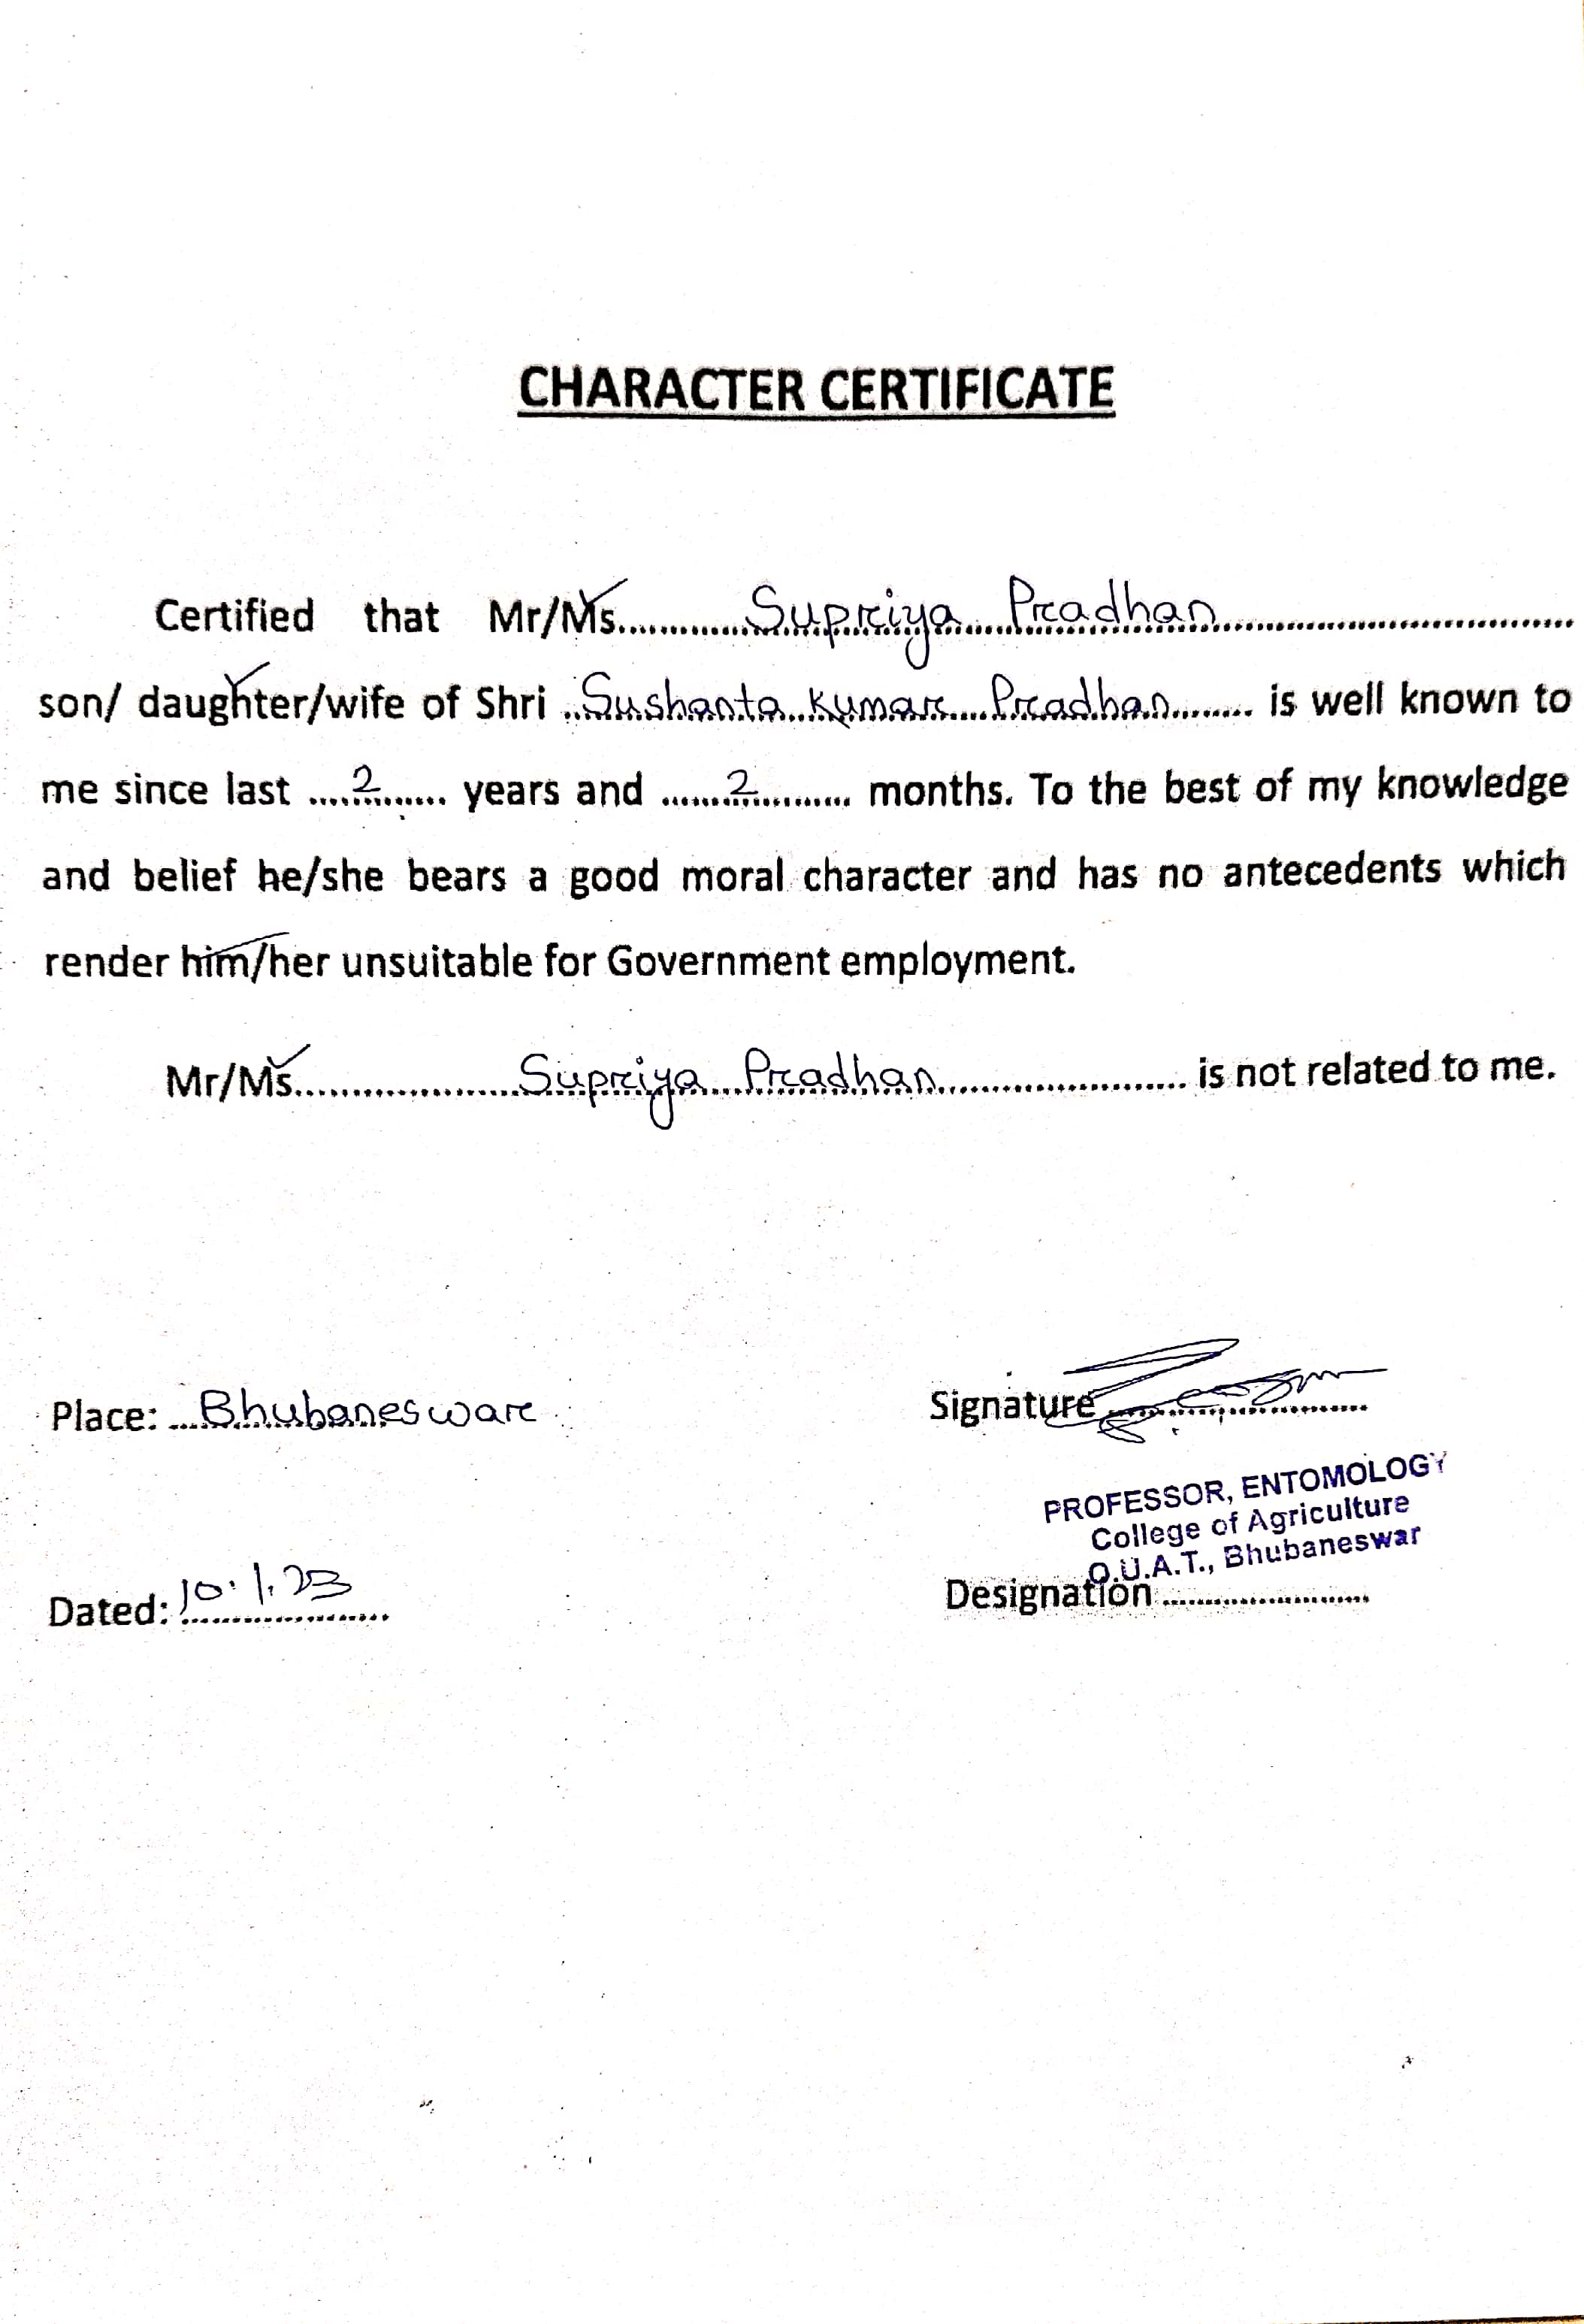 CHARACTER CERTIFICATE
Certified that Mr/Ms.............Supriya Pradhan..............................
son/ daughter/wife of Shri ..Sushanta Kumar Pradhan........ is well known to
me since last ....2....... years and .......2........... months. To the best of my knowledge
and belief he/she bears a good moral character and has no antecedents which
render him/her unsuitable for Government employment.
Mr/Ms....................Supriya Pradhan......................... is not related to me.
Place: ....Bhubaneswar
Signature........................
PROFESSOR, ENTOMOLOGY
College of Agriculture
O.U.A.T., Bhubaneswar
Dated: 10.1.23
Designation.......................